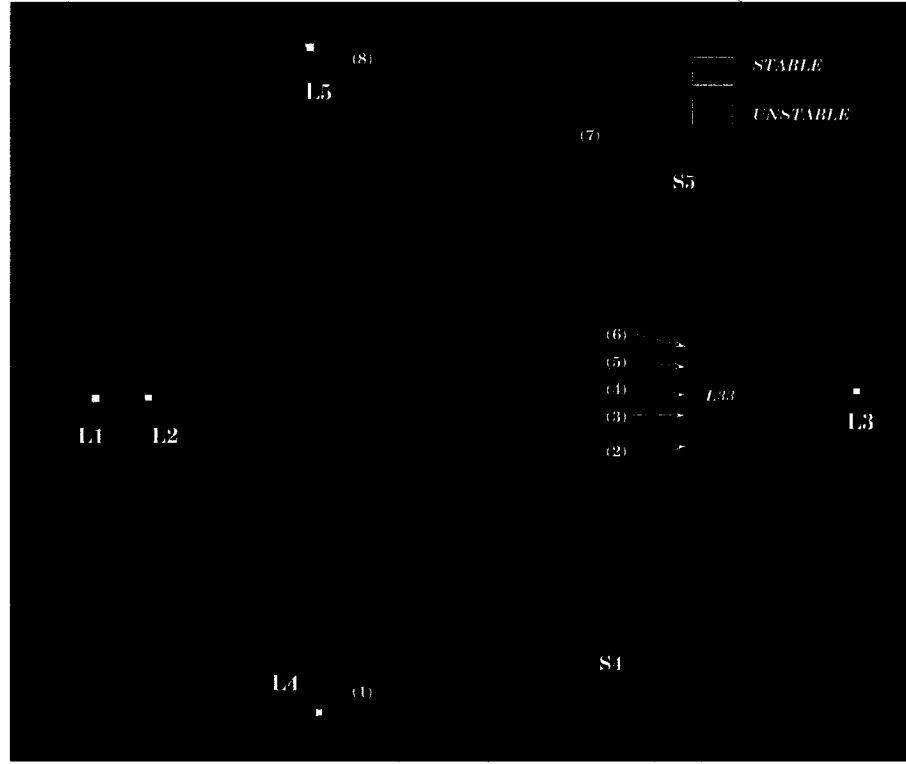 (8)
L5
STABLE
UNSTABLE
(7)
S5
(6)
(5)
(4)
L33
(3)
(2)
L1
L2
L3
S4
L4
(1)